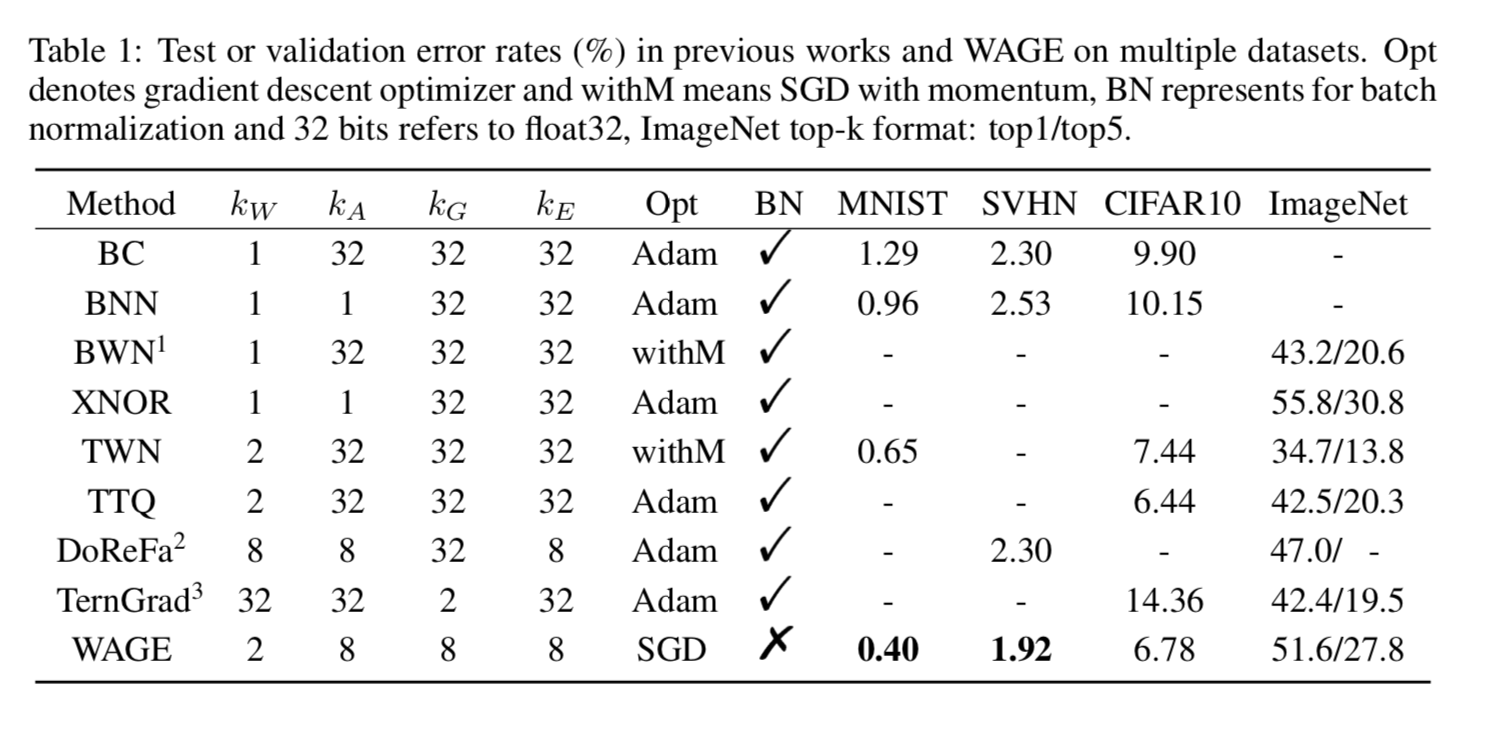 Table 1: Test or validation error rates (%) in previous works and WAGE on multiple datasets. Opt
denotes gradient descent optimizer and withM means SGD with momentum, BN represents for batch
normalization and 32 bits refers to float32, ImageNet top-k format: top1/top5.
Method k_W k_A k_G k_E Opt BN MNIST SVHN CIFAR10 ImageNet
BC 1 32 32 32 Adam ✓ 1.29 2.30 9.90 -
BNN 1 1 32 32 Adam ✓ 0.96 2.53 10.15 -
BWN¹ 1 32 32 32 withM ✓ - - - 43.2/20.6
XNOR 1 1 32 32 Adam ✓ - - - 55.8/30.8
TWN 2 32 32 32 withM ✓ 0.65 - 7.44 34.7/13.8
TTQ 2 32 32 32 Adam ✓ - - 6.44 42.5/20.3
DoReFa² 8 8 32 8 Adam ✓ - 2.30 - 47.0/ -
TernGrad³ 32 32 2 32 Adam ✓ - - 14.36 42.4/19.5
WAGE 2 8 8 8 SGD ✗ 0.40 1.92 6.78 51.6/27.8